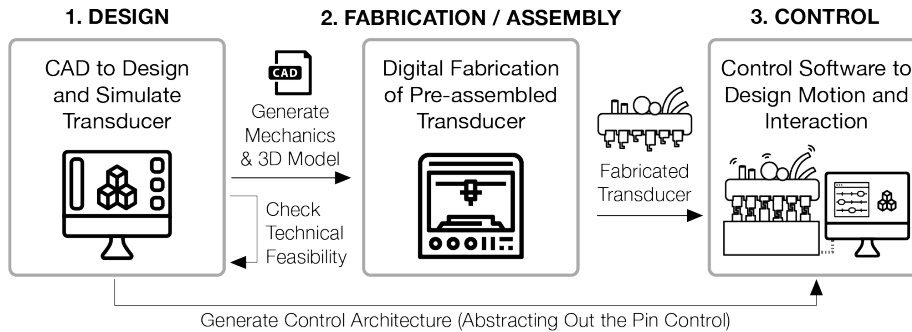 1. DESIGN
2. FABRICATION / ASSEMBLY
3. CONTROL
CAD to Design
and Simulate
Transducer
CAD
Generate
Mechanics
& 3D Model
Check
Technical
Feasibility
Digital Fabrication
of Pre-assembled
Transducer
Fabricated
Transducer
Control Software to
Design Motion and
Interaction
Generate Control Architecture (Abstracting Out the Pin Control)